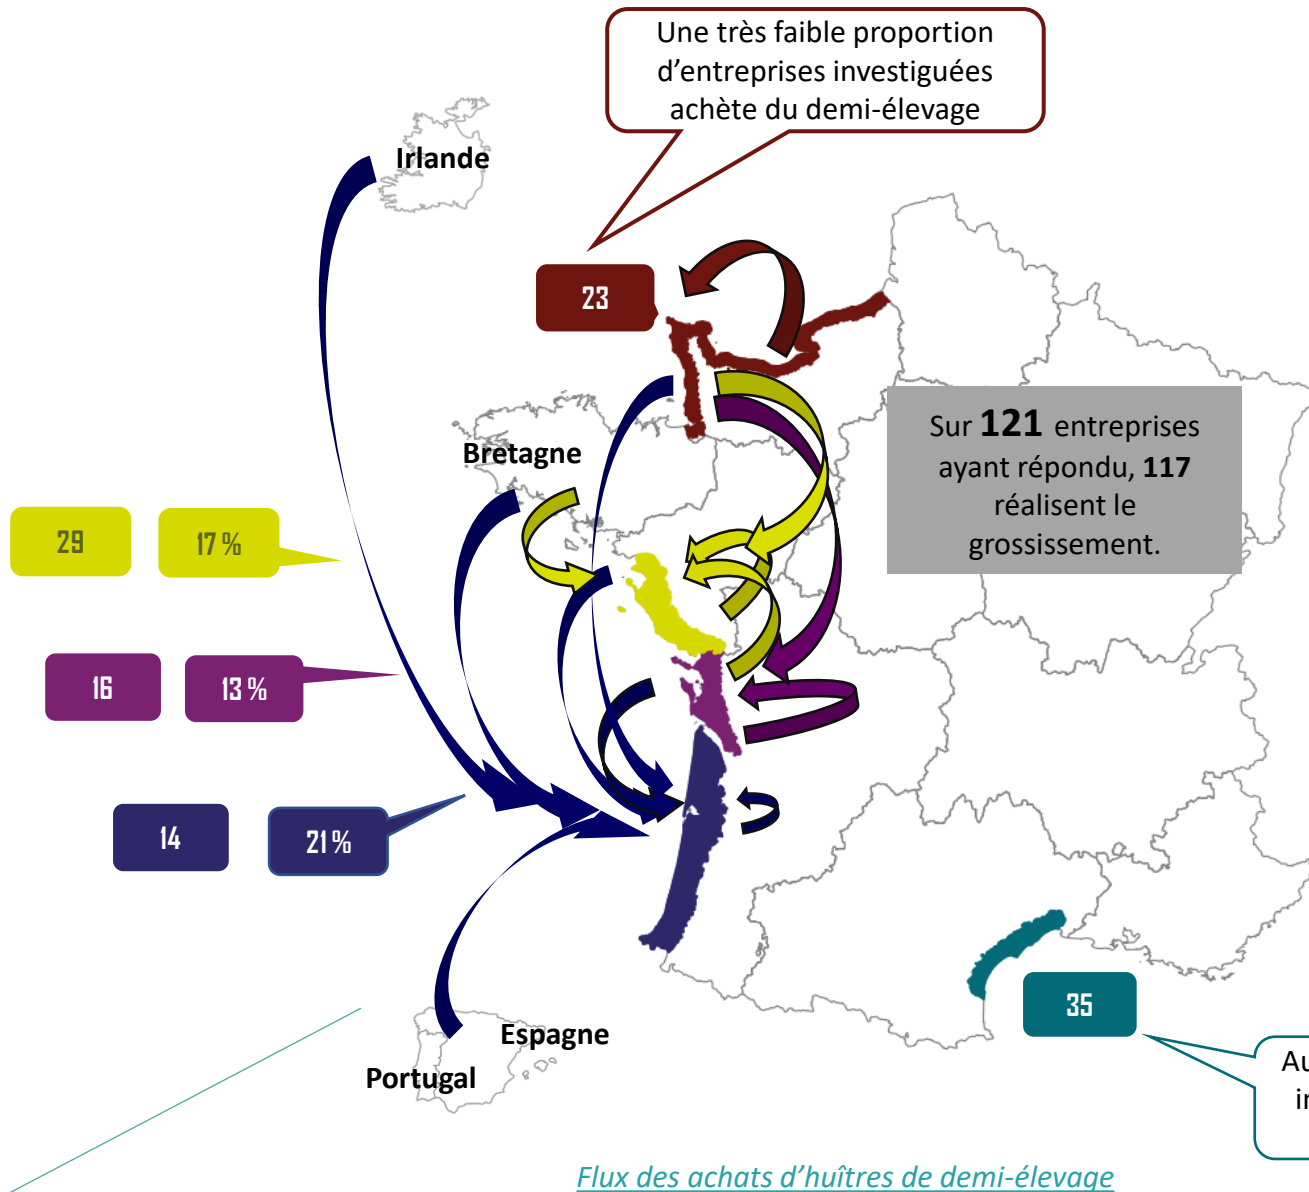 Une très faible proportion
d'entreprises investiguées
achète du demi-élevage
Irlande
23
Sur 121 entreprises
ayant répondu, 117
réalisent le
grossissement.
Bretagne
29
17 %
16
13 %
14
21 %
35
Espagne
Portugal
Au
Flux des achats d'huîtres de demi-élevage